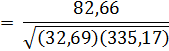 = 82,66 / √(32,69)(335,17)